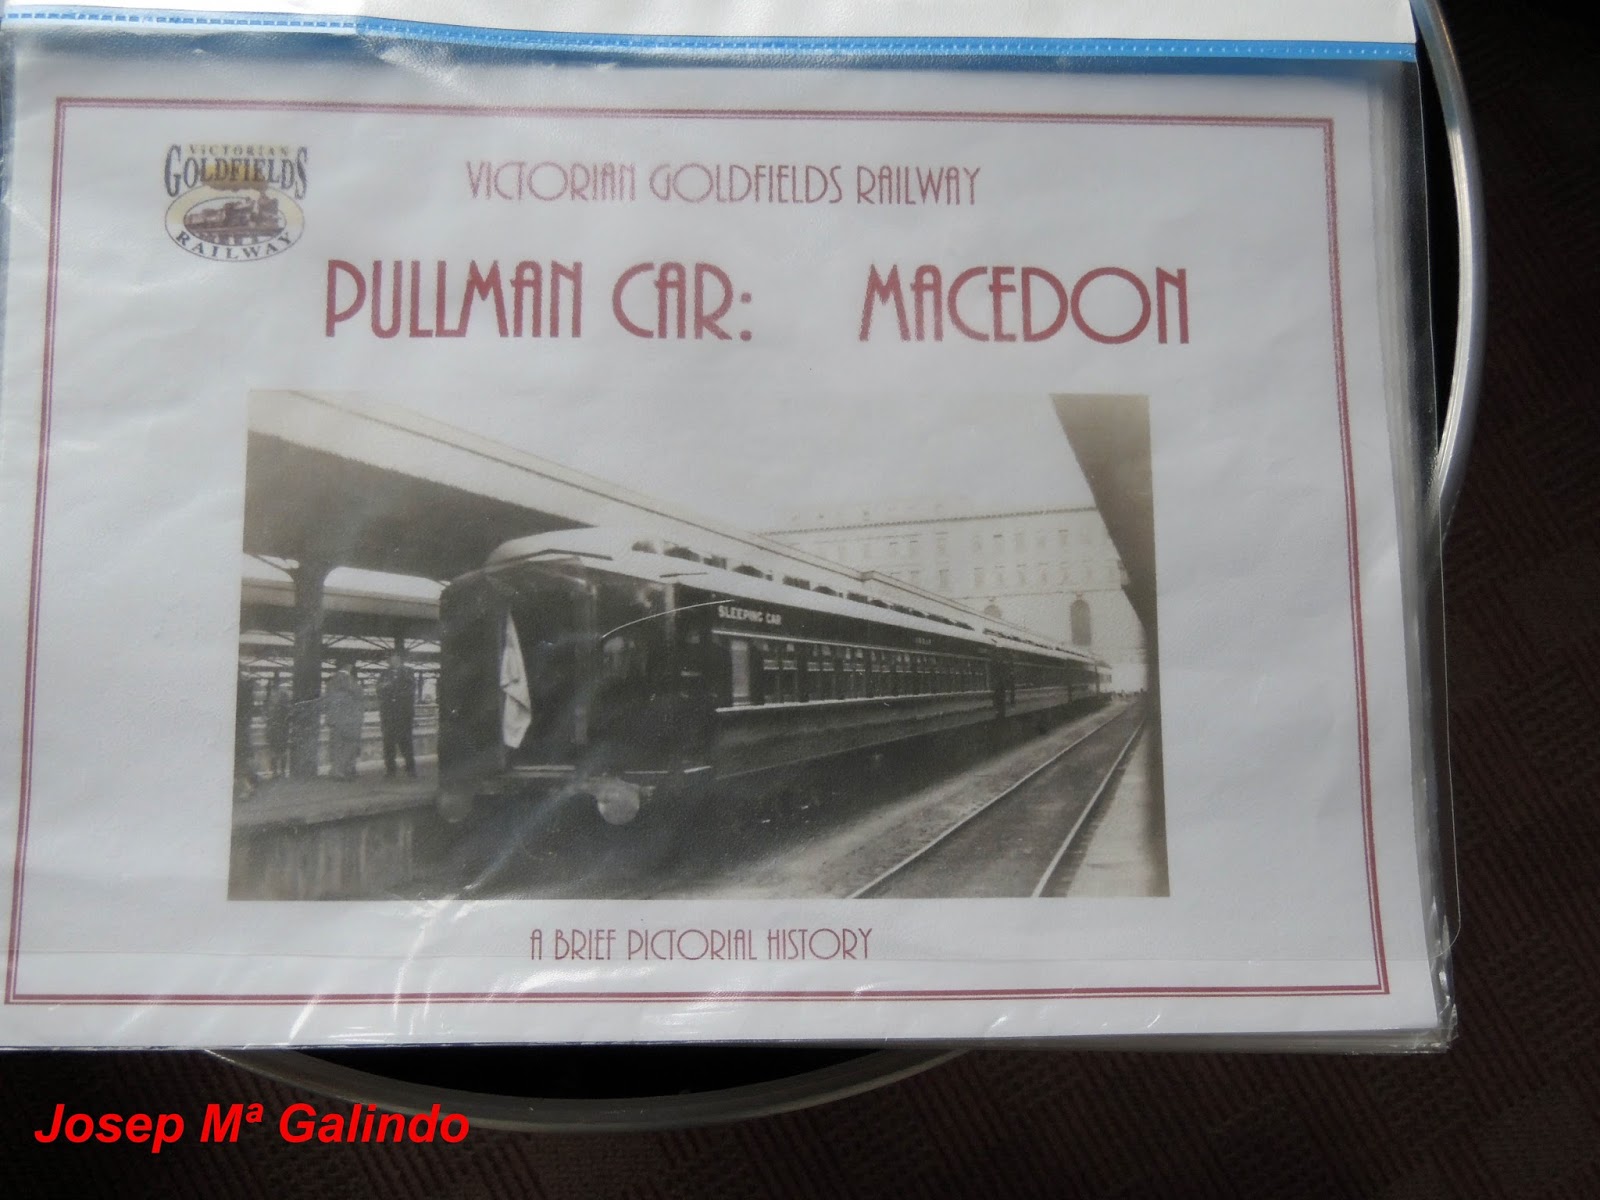 VICTORIAN
GOLDFIELDS
RAILWAY
VICTORIAN GOLDFIELDS RAILWAY
PULLMAN CAR: MACEDON
SLEEPING CAR
A BRIEF PICTORIAL HISTORY
Josep Mª Galindo